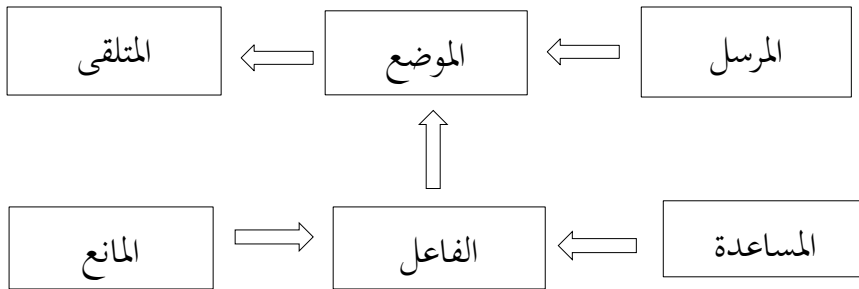 المرسل
الموضع
المتلقى
المساعدة
الفاعل
المانع